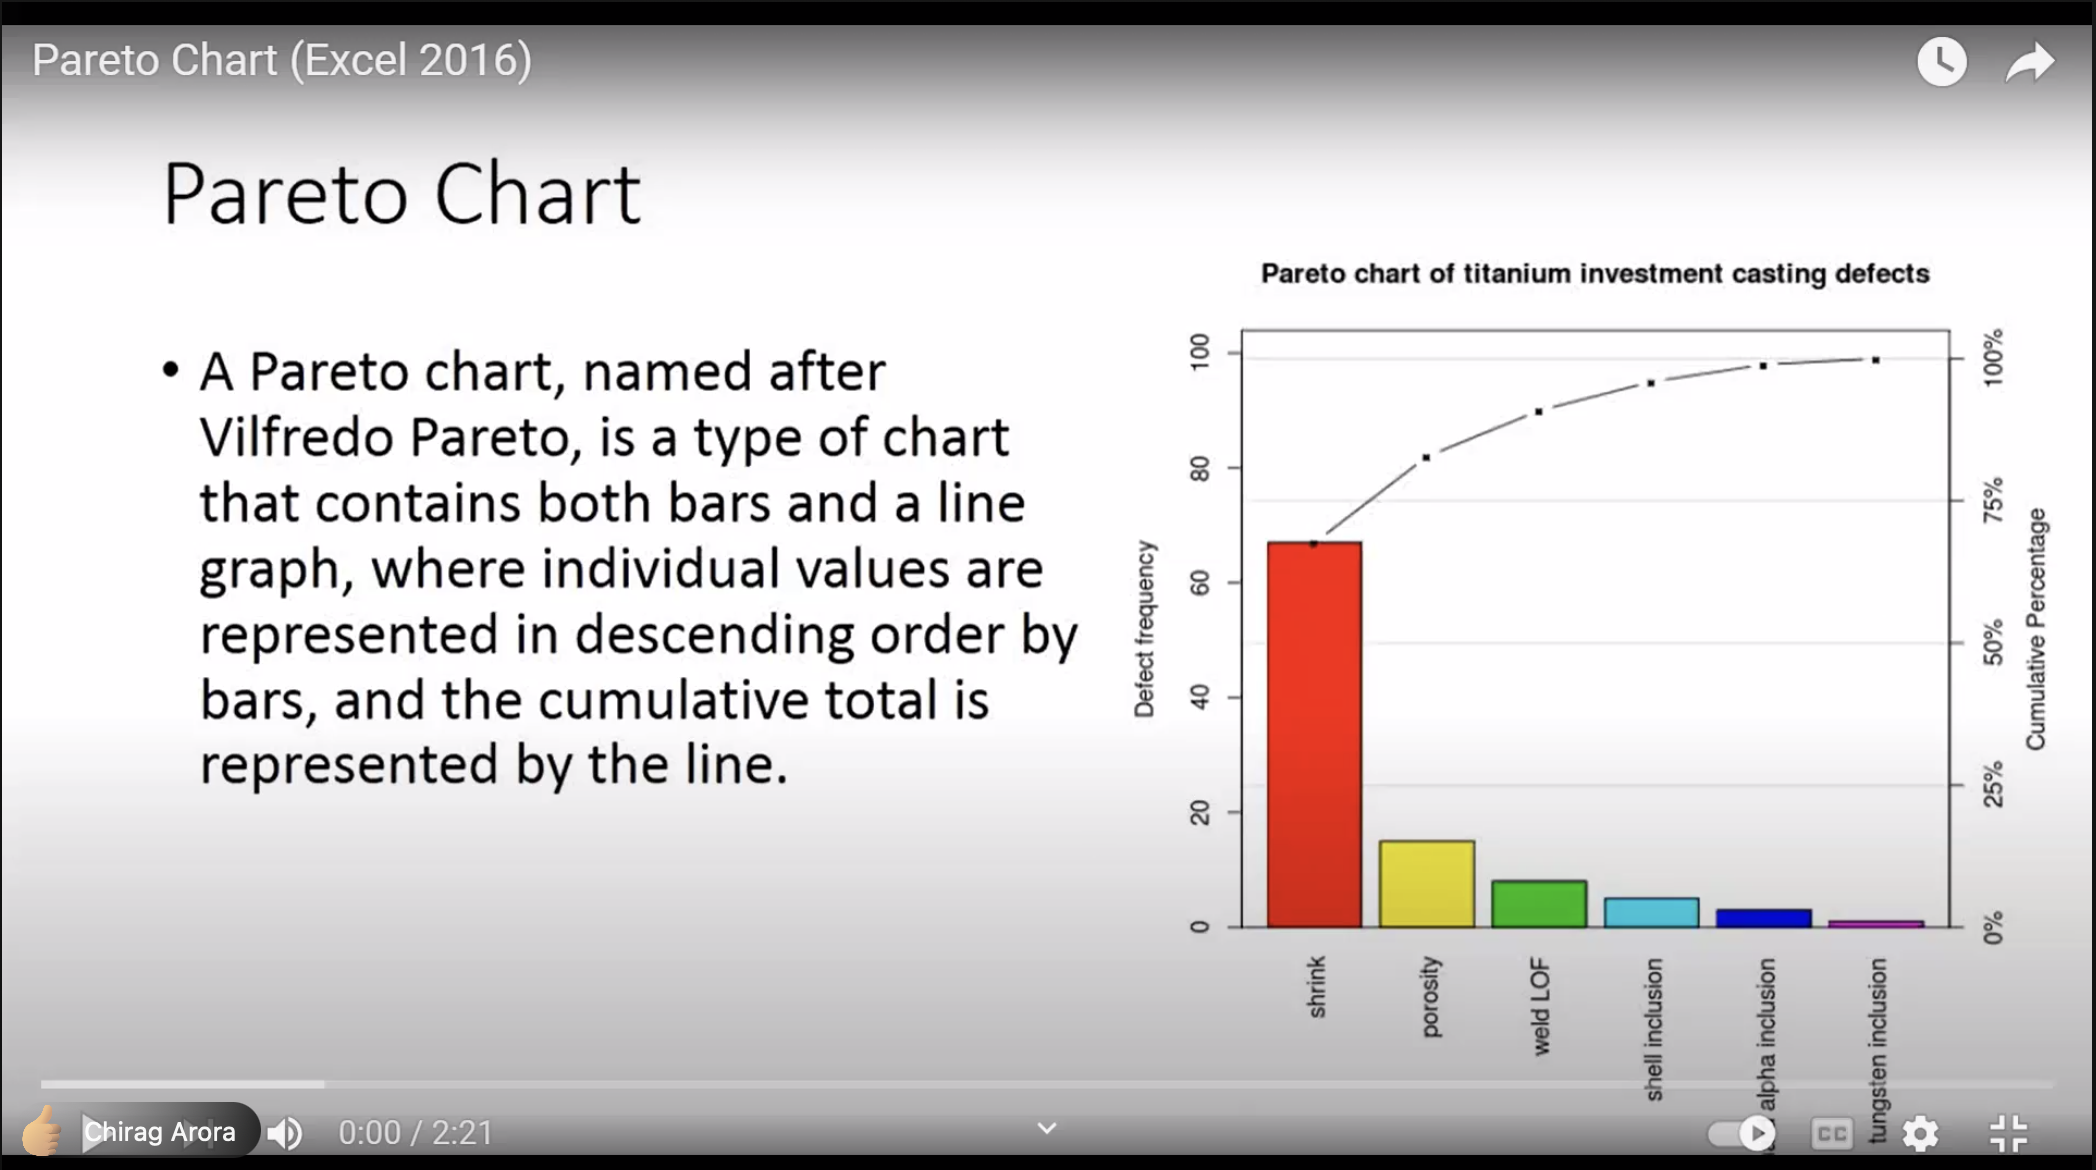 Pareto Chart (Excel 2016)
Pareto Chart
• A Pareto chart, named after
Vilfredo Pareto, is a type of chart
that contains both bars and a line
graph, where individual values are
represented in descending order by
bars, and the cumulative total is
represented by the line.
Pareto chart of titanium investment casting defects
Defect frequency
100
80
60
40
20
0
100%
75%
50%
25%
0%
Cumulative Percentage
shrink
porosity
weld LOF
shell inclusion
alpha inclusion
tungsten inclusion
Chirag Arora
0:00 / 2:21
CC